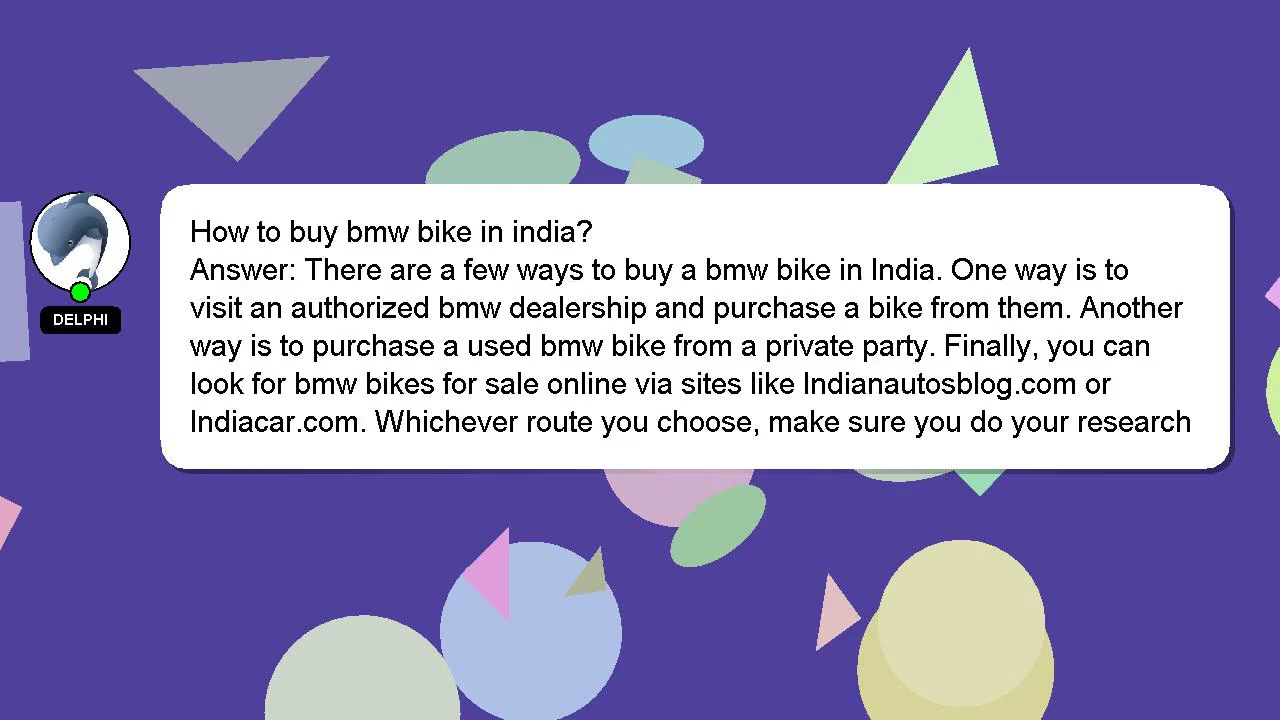 How to buy bmw bike in india?
Answer: There are a few ways to buy a bmw bike in India. One way is to
visit an authorized bmw dealership and purchase a bike from them. Another
way is to purchase a used bmw bike from a private party. Finally, you can
look for bmw bikes for sale online via sites like Indianautosblog.com or
Indiacar.com. Whichever route you choose, make sure you do your research
DELPHI